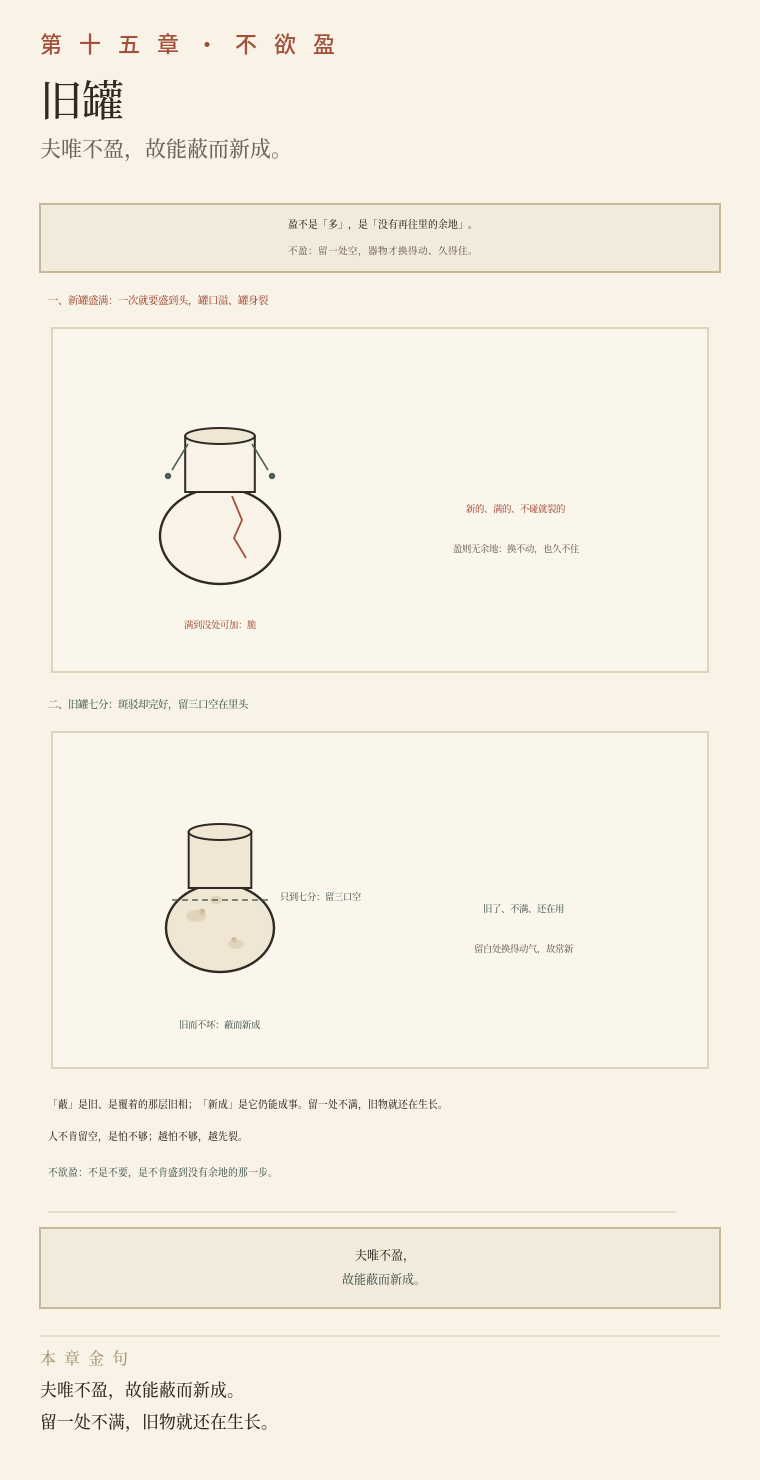 第十五章·不欲盈
旧罐
夫唯不盈，故能蔽而新成。
盈不是「多」，是「没有再往里的余地」。
不盈：留一处空，器物才换得动、久得住。
一、新罐盛满：一次就要盛到头，罐口溢、罐身裂
新的、满的、不碰就裂的
盈则无余地：换不动，也久不住
满到没处可加：脆
二、旧罐七分：斑驳却完好，留三口空在里头
只到七分：留三口空
旧了、不满、还在用
留白处换得动气，故常新
旧而不坏：蔽而新成
「蔽」是旧、是覆着的那层旧相；「新成」是它仍能成事。留一处不满，旧物就还在生长。
人不肯留空，是怕不够；越怕不够，越先裂。
不欲盈：不是不要，是不肯盛到没有余地的那一步。
夫唯不盈，
故能蔽而新成。
本章金句
夫唯不盈，故能蔽而新成。
留一处不满，旧物就还在生长。